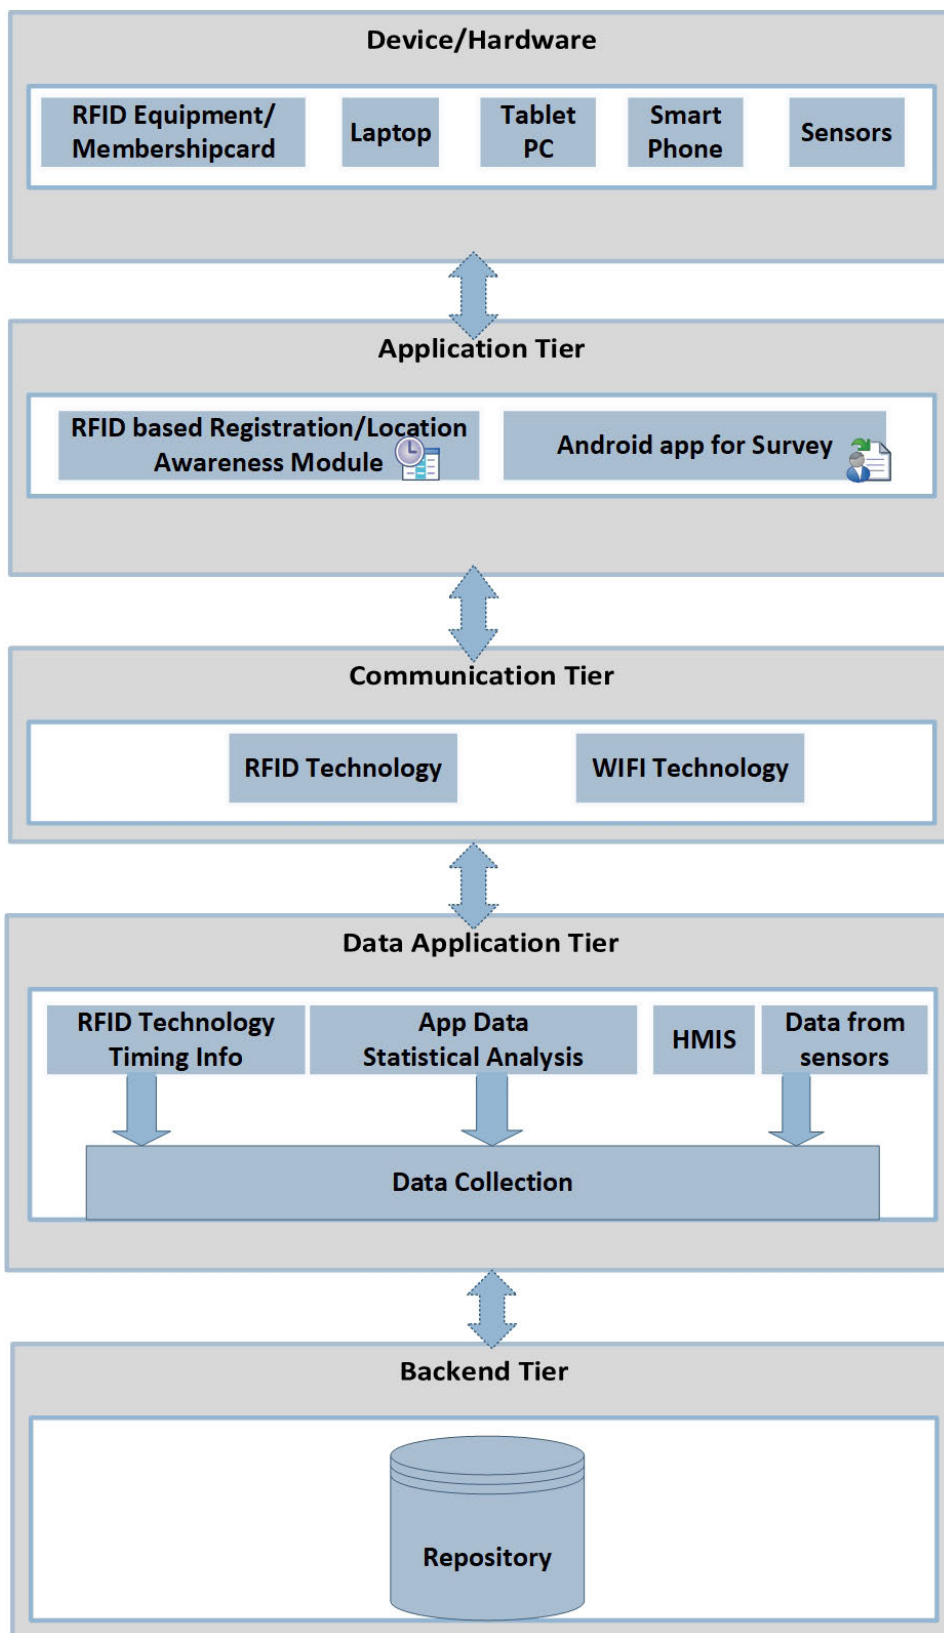 Device/Hardware
RFID Equipment/
Membershipcard
Laptop
Tablet
PC
Smart
Phone
Sensors
Application Tier
RFID based Registration/Location
Awareness Module
Android app for Survey
Communication Tier
RFID Technology
WIFI Technology
Data Application Tier
RFID Technology
Timing Info
App Data
Statistical Analysis
HMIS
Data from
sensors
Data Collection
Backend Tier
Repository